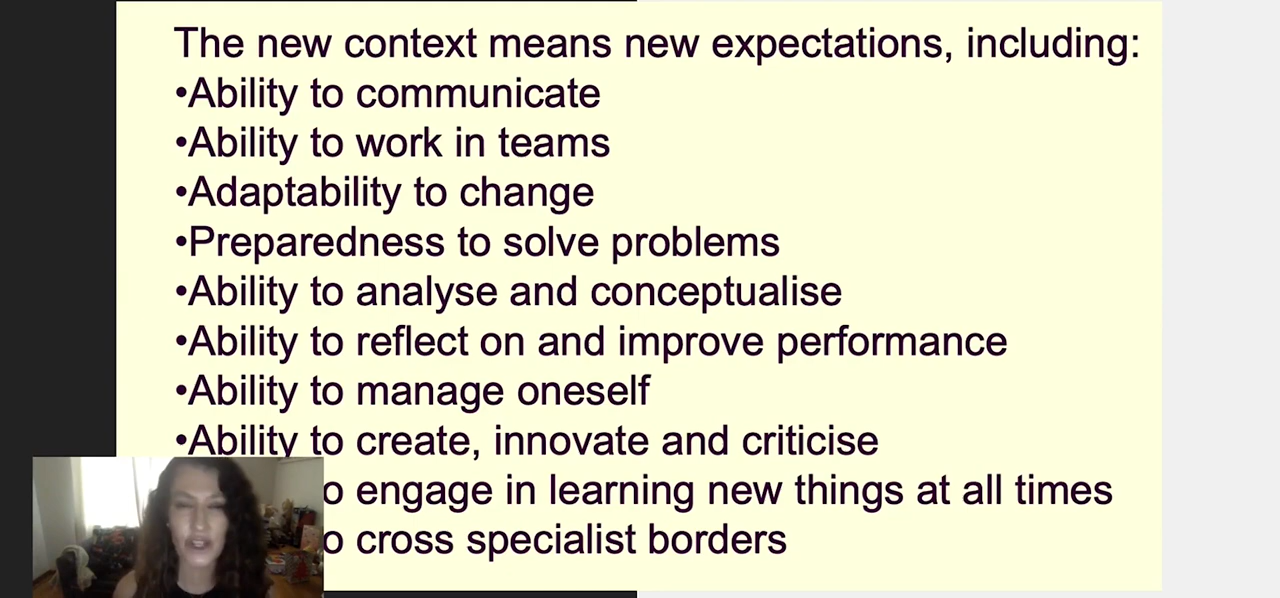 The new context means new expectations, including:
•Ability to communicate
•Ability to work in teams
•Adaptability to change
•Preparedness to solve problems
•Ability to analyse and conceptualise
•Ability to reflect on and improve performance
•Ability to manage oneself
•Ability to create, innovate and criticise
engage in learning new things at all times
cross specialist borders